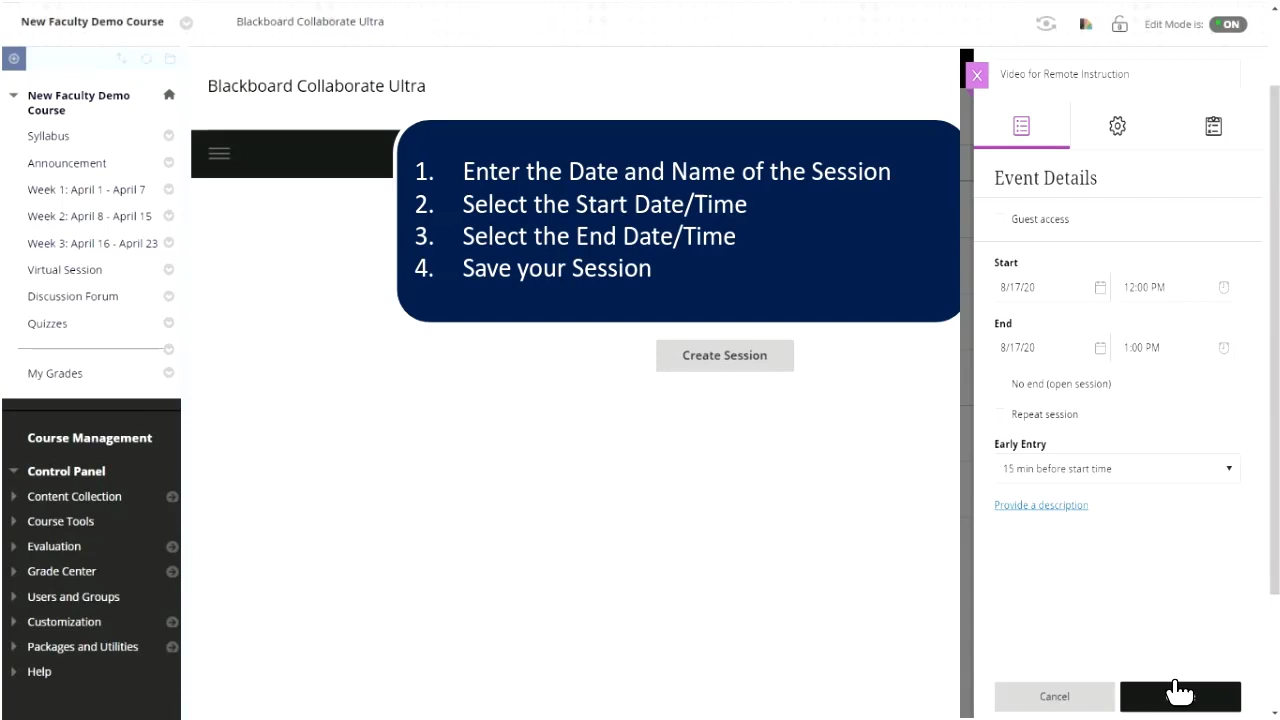 New Faculty Demo Course
Blackboard Collaborate Ultra
Edit Mode is:
ON
New Faculty Demo
Course
Syllabus
Announcement
Week 1: April 1 - April 7
Week 2: April 8 - April 15
Week 3: April 16 - April 23
Virtual Session
Discussion Forum
Quizzes
My Grades
Course Management
Control Panel
Content Collection
Course Tools
Evaluation
Grade Center
Users and Groups
Customization
Packages and Utilities
Help
Blackboard Collaborate Ultra
1. Enter the Date and Name of the Session
2. Select the Start Date/Time
3. Select the End Date/Time
4. Save your Session
Create Session
X
Video for Remote Instruction
Event Details
Guest access
Start
8/17/20
12:00 PM
End
8/17/20
1:00 PM
No end (open session)
Repeat session
Early Entry
15 min before start time
Provide a description
Cancel